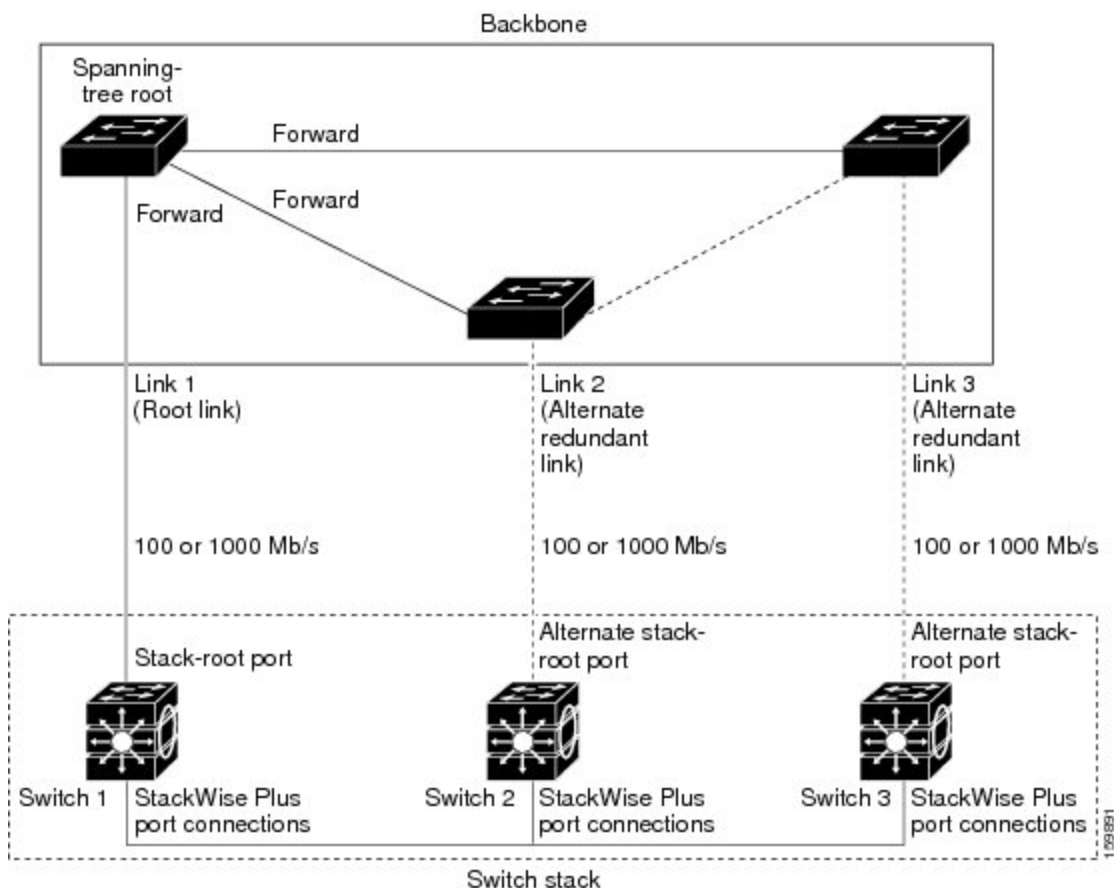 Backbone
Spanning-
tree root
Forward
Forward
Forward
Link 1
(Root link)
Link 2
(Alternate
redundant
link)
Link 3
(Alternate
redundant
link)
100 or 1000 Mb/s
100 or 1000 Mb/s
100 or 1000 Mb/s
Stack-root port
Alternate stack-
root port
Alternate stack-
root port
Switch 1
StackWise Plus
port connections
Switch 2
StackWise Plus
port connections
Switch 3
StackWise Plus
port connections
159891
Switch stack